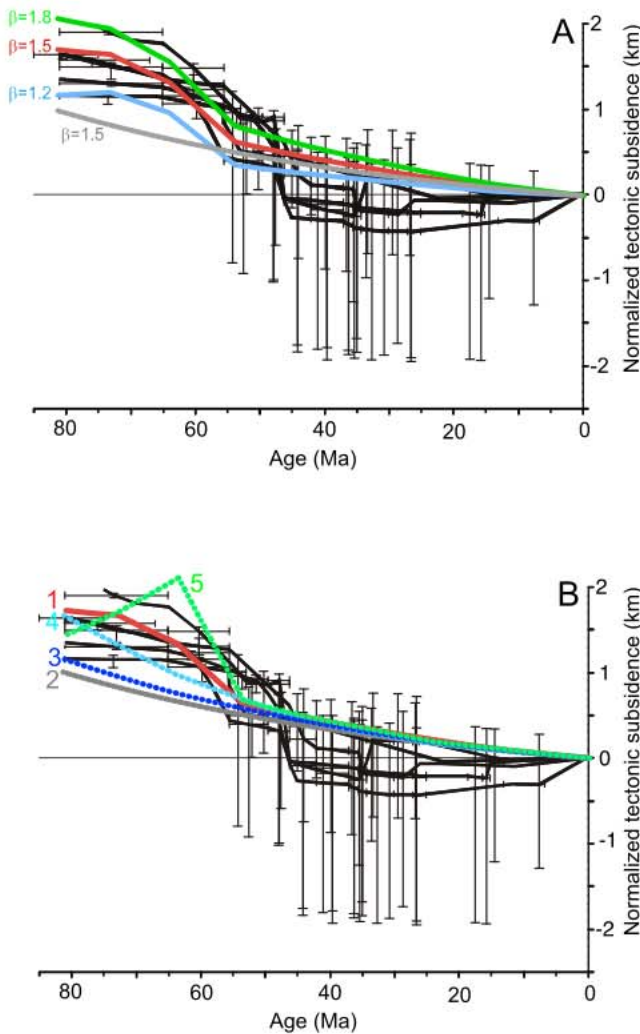 A
β=1.8
β=1.5
β=1.2
β=1.5
2
1
0
-1
-2
Normalized tectonic subsidence (km)
80 60 40 20 0
Age (Ma)
B
1
4
3
2
5
2
1
0
-1
-2
Normalized tectonic subsidence (km)
80 60 40 20 0
Age (Ma)